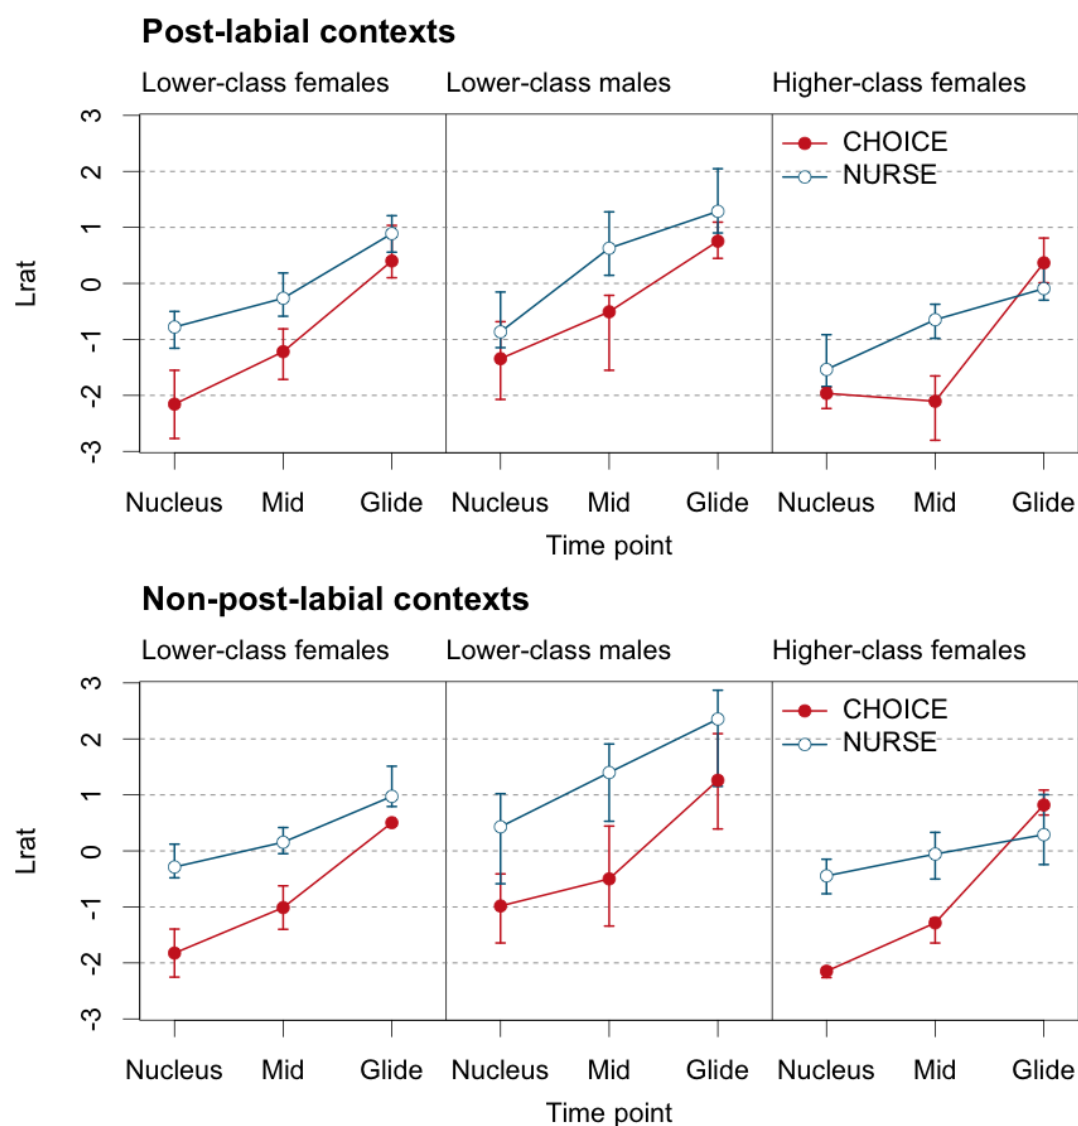 Post-labial contexts
Lower-class females Lower-class males Higher-class females
3
2
1
0
-1
-2
-3
Lrat
CHOICE
NURSE
Nucleus Mid Glide Nucleus Mid Glide Nucleus Mid Glide
Time point
Non-post-labial contexts
Lower-class females Lower-class males Higher-class females
3
2
1
0
-1
-2
-3
Lrat
CHOICE
NURSE
Nucleus Mid Glide Nucleus Mid Glide Nucleus Mid Glide
Time point